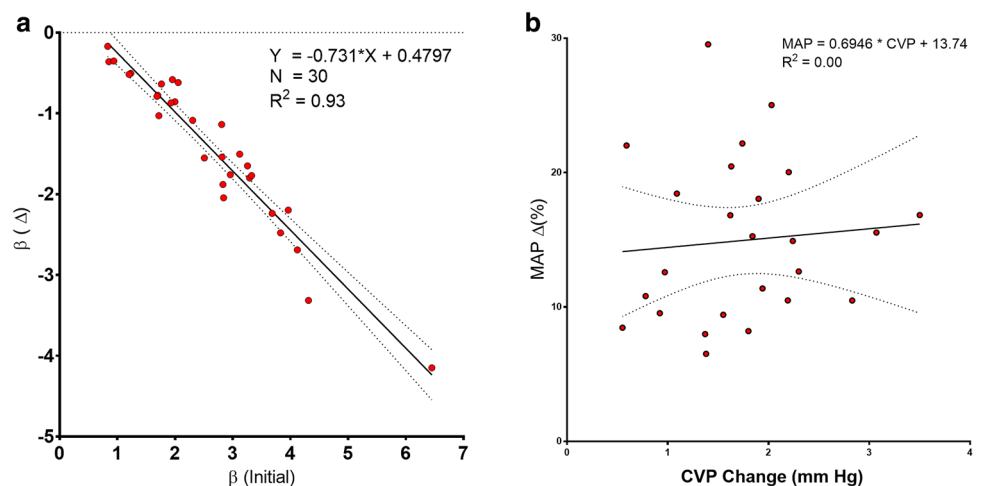 a
0
-1
-2
-3
-4
-5
β ( Δ)
Y = -0.731*X + 0.4797
N = 30
R² = 0.93
0 1 2 3 4 5 6 7
β (Initial)
b
30
20
10
0
MAP Δ(%)
MAP = 0.6946 * CVP + 13.74
R² = 0.00
0 1 2 3 4
CVP Change (mm Hg)